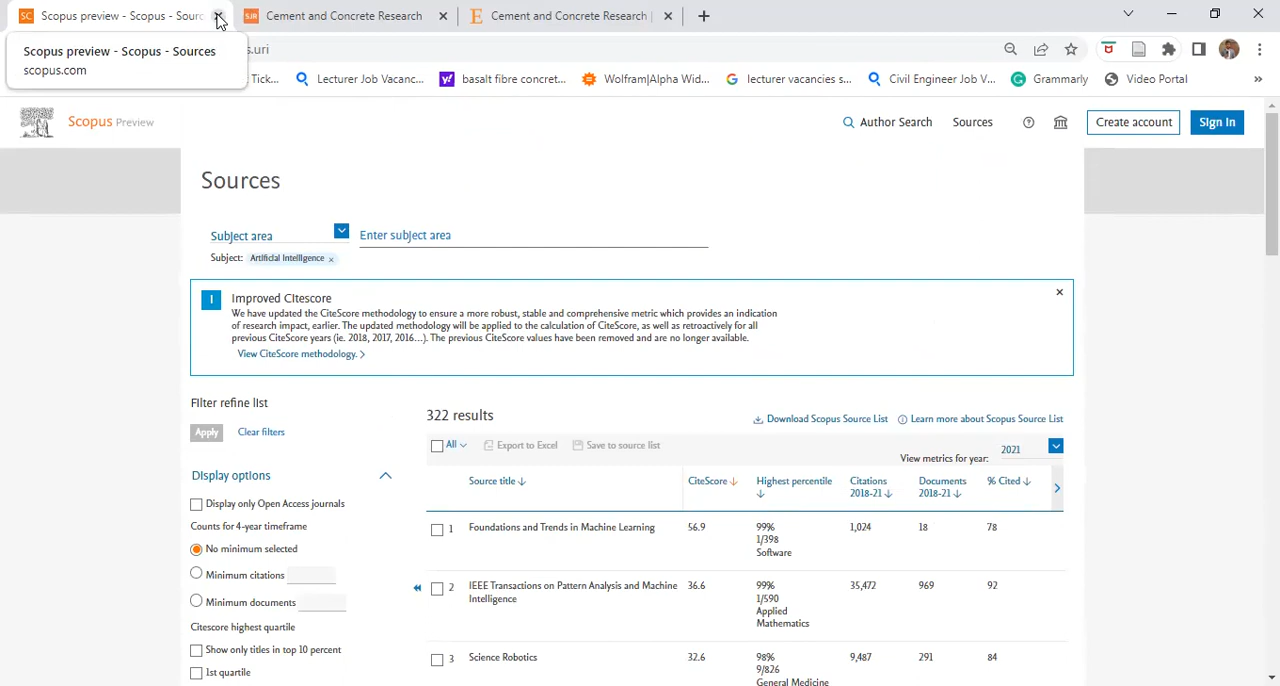 SC Scopus preview - Scopus - Sourc
SJR Cement and Concrete Research
E Cement and Concrete Research |
Scopus preview - Scopus - Sources
scopus.com
s.uri
Tick...
Lecturer Job Vacanc...
basalt fibre concret...
Wolfram|Alpha Wid...
G lecturer vacancies s...
Civil Engineer Job V...
G Grammarly
Video Portal
»
Scopus Preview
Author Search
Sources
Create account
Sign in
Sources
Subject area
Enter subject area
Subject: Artificial Intelligence ×
i Improved Citescore
We have updated the CiteScore methodology to ensure a more robust, stable and comprehensive metric which provides an indication
of research impact, earlier. The updated methodology will be applied to the calculation of CiteScore, as well as retroactively for all
previous CiteScore years (ie. 2018, 2017, 2016...). The previous CiteScore values have been removed and are no longer available.
View CiteScore methodology. >
Filter refine list
Apply Clear filters
Display options
Display only Open Access journals
Counts for 4-year timeframe
No minimum selected
Minimum citations
Minimum documents
Citescore highest quartile
Show only titles in top 10 percent
1st quartile
322 results
Download Scopus Source List
Learn more about Scopus Source List
All
Export to Excel
Save to source list
View metrics for year: 2021
Source title↓ CiteScore↓ Highest percentile↓ Citations 2018-21↓ Documents 2018-21↓ % Cited↓ >
1 Foundations and Trends in Machine Learning 56.9 99% 1,024 18 78
1/398
Software
2 IEEE Transactions on Pattern Analysis and Machine 36.6 99% 35,472 969 92
Intelligence 1/590
Applied
Mathematics
3 Science Robotics 32.6 98% 9,487 291 84
9/826
General Medicine